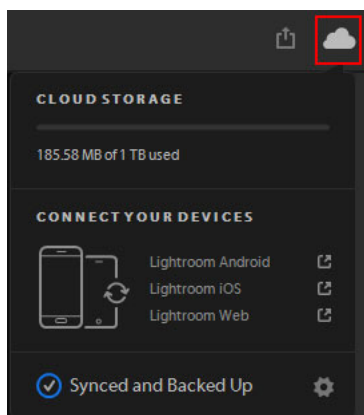 CLOUD STORAGE
185.58 MB of 1 TB used
CONNECT YOUR DEVICES
Lightroom Android
Lightroom iOS
Lightroom Web
Synced and Backed Up